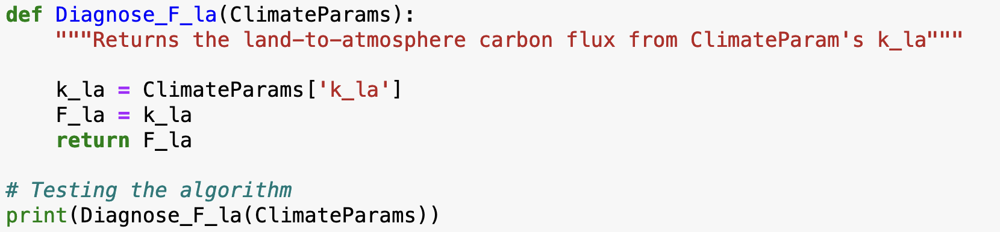 def Diagnose_F_la(ClimateParams):
    """Returns the land-to-atmosphere carbon flux from ClimateParam's k_la"""
    k_la = ClimateParams['k_la']
    F_la = k_la
    return F_la
# Testing the algorithm
print(Diagnose_F_la(ClimateParams))